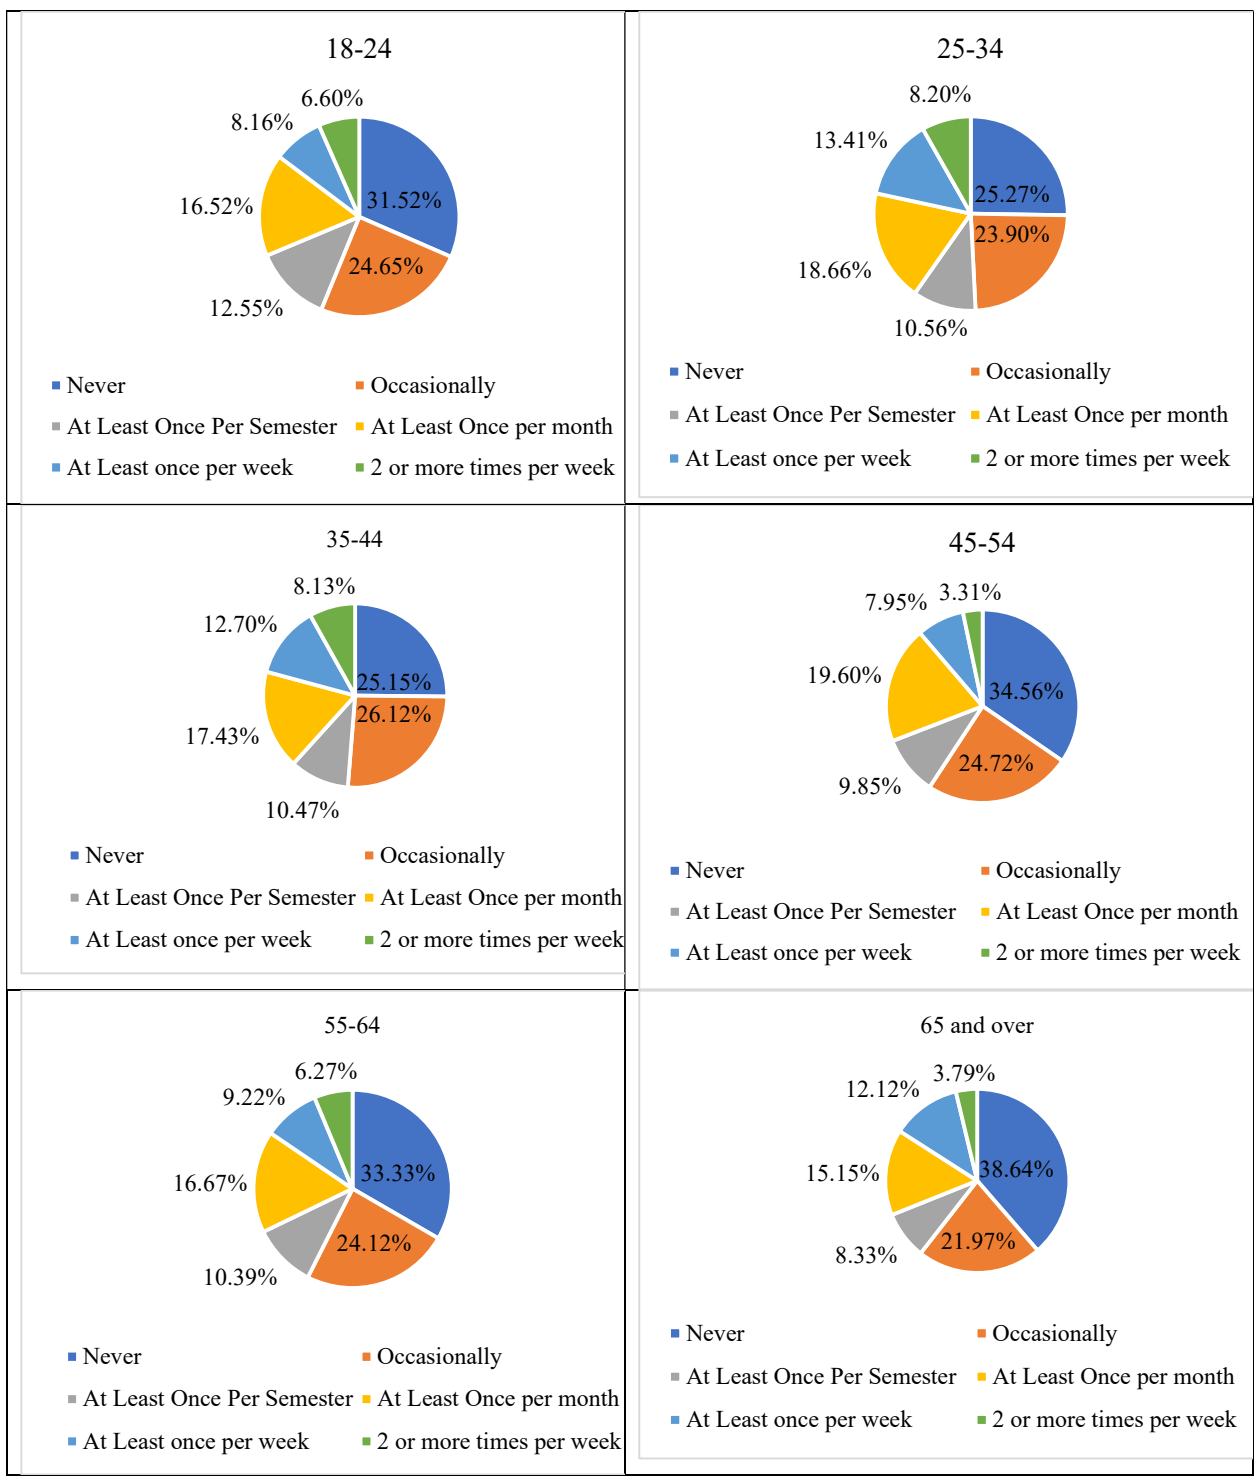 18-24
6.60%
8.16%
16.52%
31.52%
24.65%
12.55%
Never
Occasionally
At Least Once Per Semester
At Least Once per month
At Least once per week
2 or more times per week
25-34
8.20%
13.41%
25.27%
23.90%
18.66%
10.56%
Never
Occasionally
At Least Once Per Semester
At Least Once per month
At Least once per week
2 or more times per week
35-44
8.13%
12.70%
25.15%
26.12%
17.43%
10.47%
Never
Occasionally
At Least Once Per Semester
At Least Once per month
At Least once per week
2 or more times per week
45-54
3.31%
7.95%
19.60%
34.56%
24.72%
9.85%
Never
Occasionally
At Least Once Per Semester
At Least Once per month
At Least once per week
2 or more times per week
55-64
6.27%
9.22%
33.33%
16.67%
24.12%
10.39%
Never
Occasionally
At Least Once Per Semester
At Least Once per month
At Least once per week
2 or more times per week
65 and over
3.79%
12.12%
38.64%
15.15%
21.97%
8.33%
Never
Occasionally
At Least Once Per Semester
At Least Once per month
At Least once per week
2 or more times per week